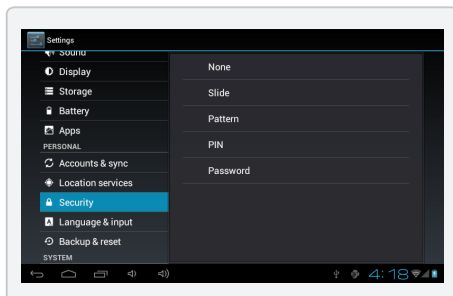 Settings
Sound
Display
Storage
Battery
Apps
PERSONAL
Accounts & sync
Location services
Security
Language & input
Backup & reset
SYSTEM
None
Slide
Pattern
PIN
Password
4:18